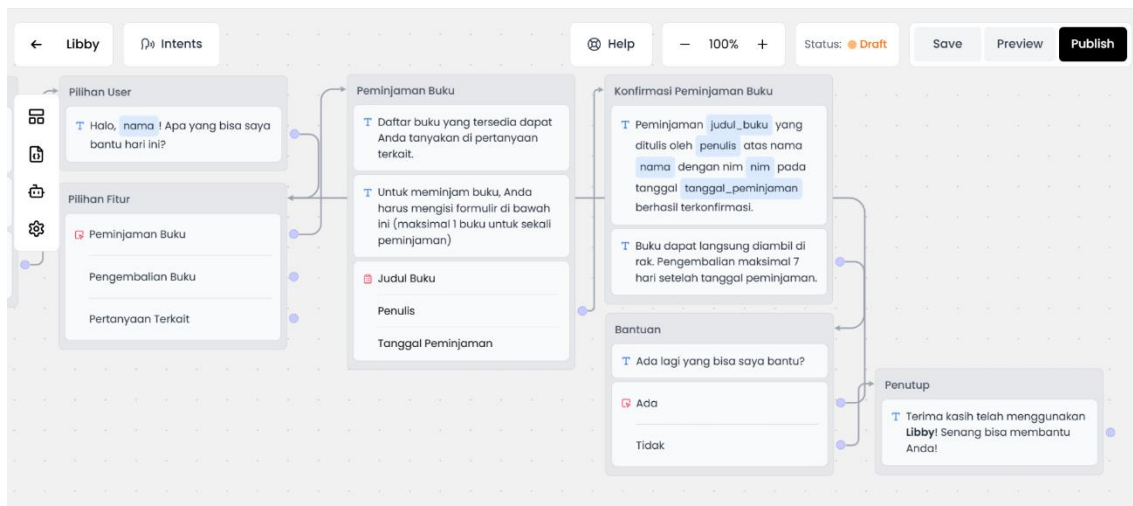 Libby
Intents
Help
100%
Status: Draft
Save
Preview
Publish
Pilihan User
Halo, nama ! Apa yang bisa saya
bantu hari ini?
Pilihan Fitur
Peminjaman Buku
Pengembalian Buku
Pertanyaan Terkait
Peminjaman Buku
Daftar buku yang tersedia dapat
Anda tanyakan di pertanyaan
terkait.
Untuk meminjam buku, Anda
harus mengisi formulir di bawah
ini (maksimal 1 buku untuk sekali
peminjaman)
Judul Buku
Penulis
Tanggal Peminjaman
Konfirmasi Peminjaman Buku
Peminjaman judul_buku yang
ditulis oleh penulis atas nama
nama dengan nim nim pada
tanggal tanggal_peminjaman
berhasil terkonfirmasi.
Buku dapat langsung diambil di
rak. Pengembalian maksimal 7
hari setelah tanggal peminjaman.
Bantuan
Ada lagi yang bisa saya bantu?
Ada
Tidak
Penutup
Terima kasih telah menggunakan
Libby! Senang bisa membantu
Anda!